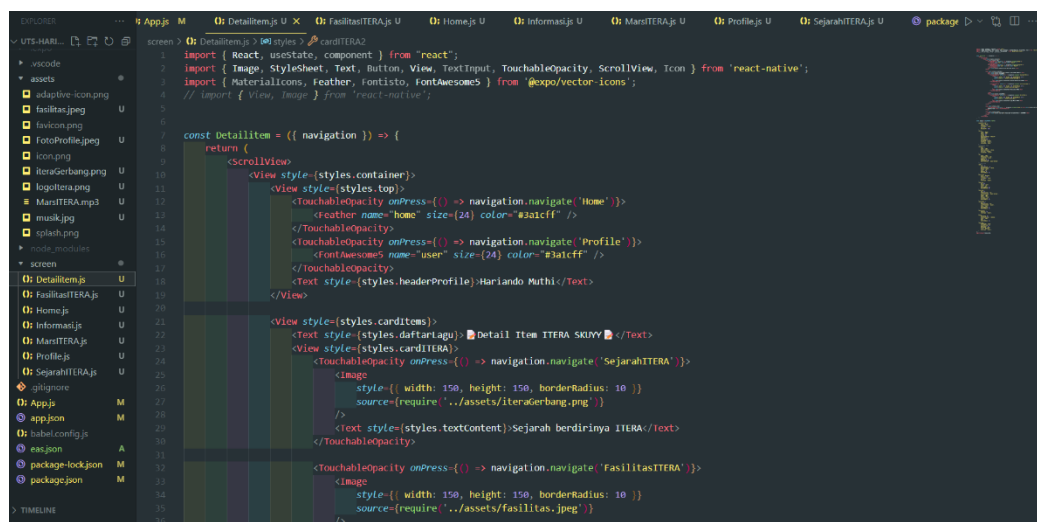 EXPLORER
UTS-HARI...
.vscode
assets
adaptive-icon.png
fasilitas.jpeg U
favicon.png
FotoProfile.jpeg U
icon.png
iteraGerbang.png U
logoItera.png U
MarsITERA.mp3 U
musik.jpg U
splash.png
node_modules
screen
Detailitem.js U
FasilitasITERA.js U
Home.js U
Informasi.js U
MarsITERA.js U
Profile.js U
SejarahITERA.js U
.gitignore
App.js M
app.json M
babel.config.js
eas.json A
package-lock.json M
package.json M
TIMELINE
App.js M Detailitem.js U FasilitasITERA.js U Home.js U Informasi.js U MarsITERA.js U Profile.js U SejarahITERA.js U package
screen > Detailitem.js > styles > cardITERA2
1 import { React, useState, component } from "react";
2 import { Image, StyleSheet, Text, Button, View, TextInput, TouchableOpacity, ScrollView, Icon } from 'react-native';
3 import { MaterialIcons, Feather, Fontisto, FontAwesome5 } from '@expo/vector-icons';
4 // import { View, Image } from 'react-native';
5
6
7 const Detailitem = ({ navigation }) => {
8 return (
9 <ScrollView>
10 <View style={styles.container}>
11 <View style={styles.top}>
12 <TouchableOpacity onPress={() => navigation.navigate('Home')}>
13 <Feather name="home" size={24} color="#3a1cff" />
14 </TouchableOpacity>
15 <TouchableOpacity onPress={() => navigation.navigate('Profile')}>
16 <FontAwesome5 name="user" size={24} color="#3a1cff" />
17 </TouchableOpacity>
18 <Text style={styles.headerProfile}>Hariando Muthi</Text>
19 </View>
20
21 <View style={styles.cardItems}>
22 <Text style={styles.daftarLagu}>📝Detail Item ITERA SKUYY📝</Text>
23 <View style={styles.cardITERA}>
24 <TouchableOpacity onPress={() => navigation.navigate('SejarahITERA')}>
25 <Image
26 style={{ width: 150, height: 150, borderRadius: 10 }}
27 source={require('../assets/iteraGerbang.png')}
28 />
29 <Text style={styles.textContent}>Sejarah berdirinya ITERA</Text>
30 </TouchableOpacity>
31
32 <TouchableOpacity onPress={() => navigation.navigate('FasilitasITERA')}>
33 <Image
34 style={{ width: 150, height: 150, borderRadius: 10 }}
35 source={require('../assets/fasilitas.jpeg')}
36 />